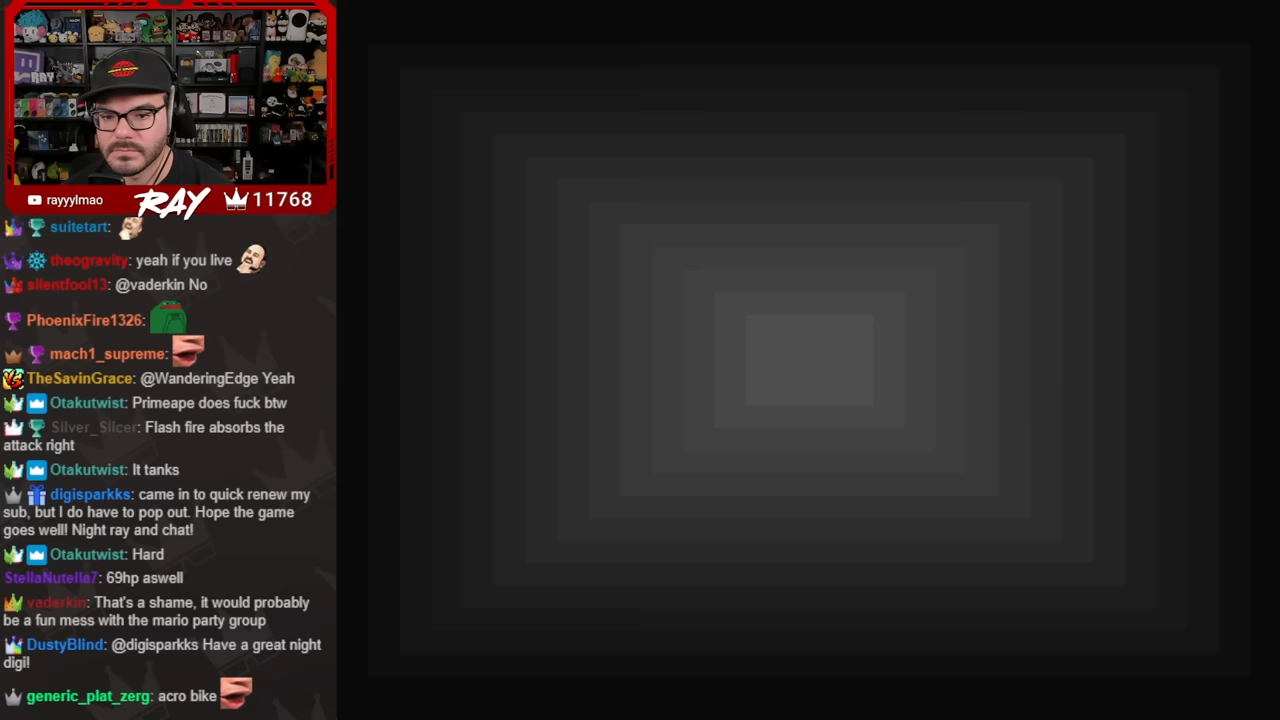 rayyylmao RAY 11768
suitetart:
theogravity: yeah if you live
silentfool13: @vaderkin No
PhoenixFire1326:
mach1_supreme:
TheSavinGrace: @WanderingEdge Yeah
Otakutwist: Primeape does fuck btw
Silver_Slicer: Flash fire absorbs the
attack right
Otakutwist: It tanks
digisparkks: came in to quick renew my
sub, but I do have to pop out. Hope the game
goes well! Night ray and chat!
Otakutwist: Hard
StellaNutella7: 69hp aswell
vaderkin: That's a shame, it would probably
be a fun mess with the mario party group
DustyBlind: @digisparkks Have a great night
digi!
generic_plat_zerg: acro bike